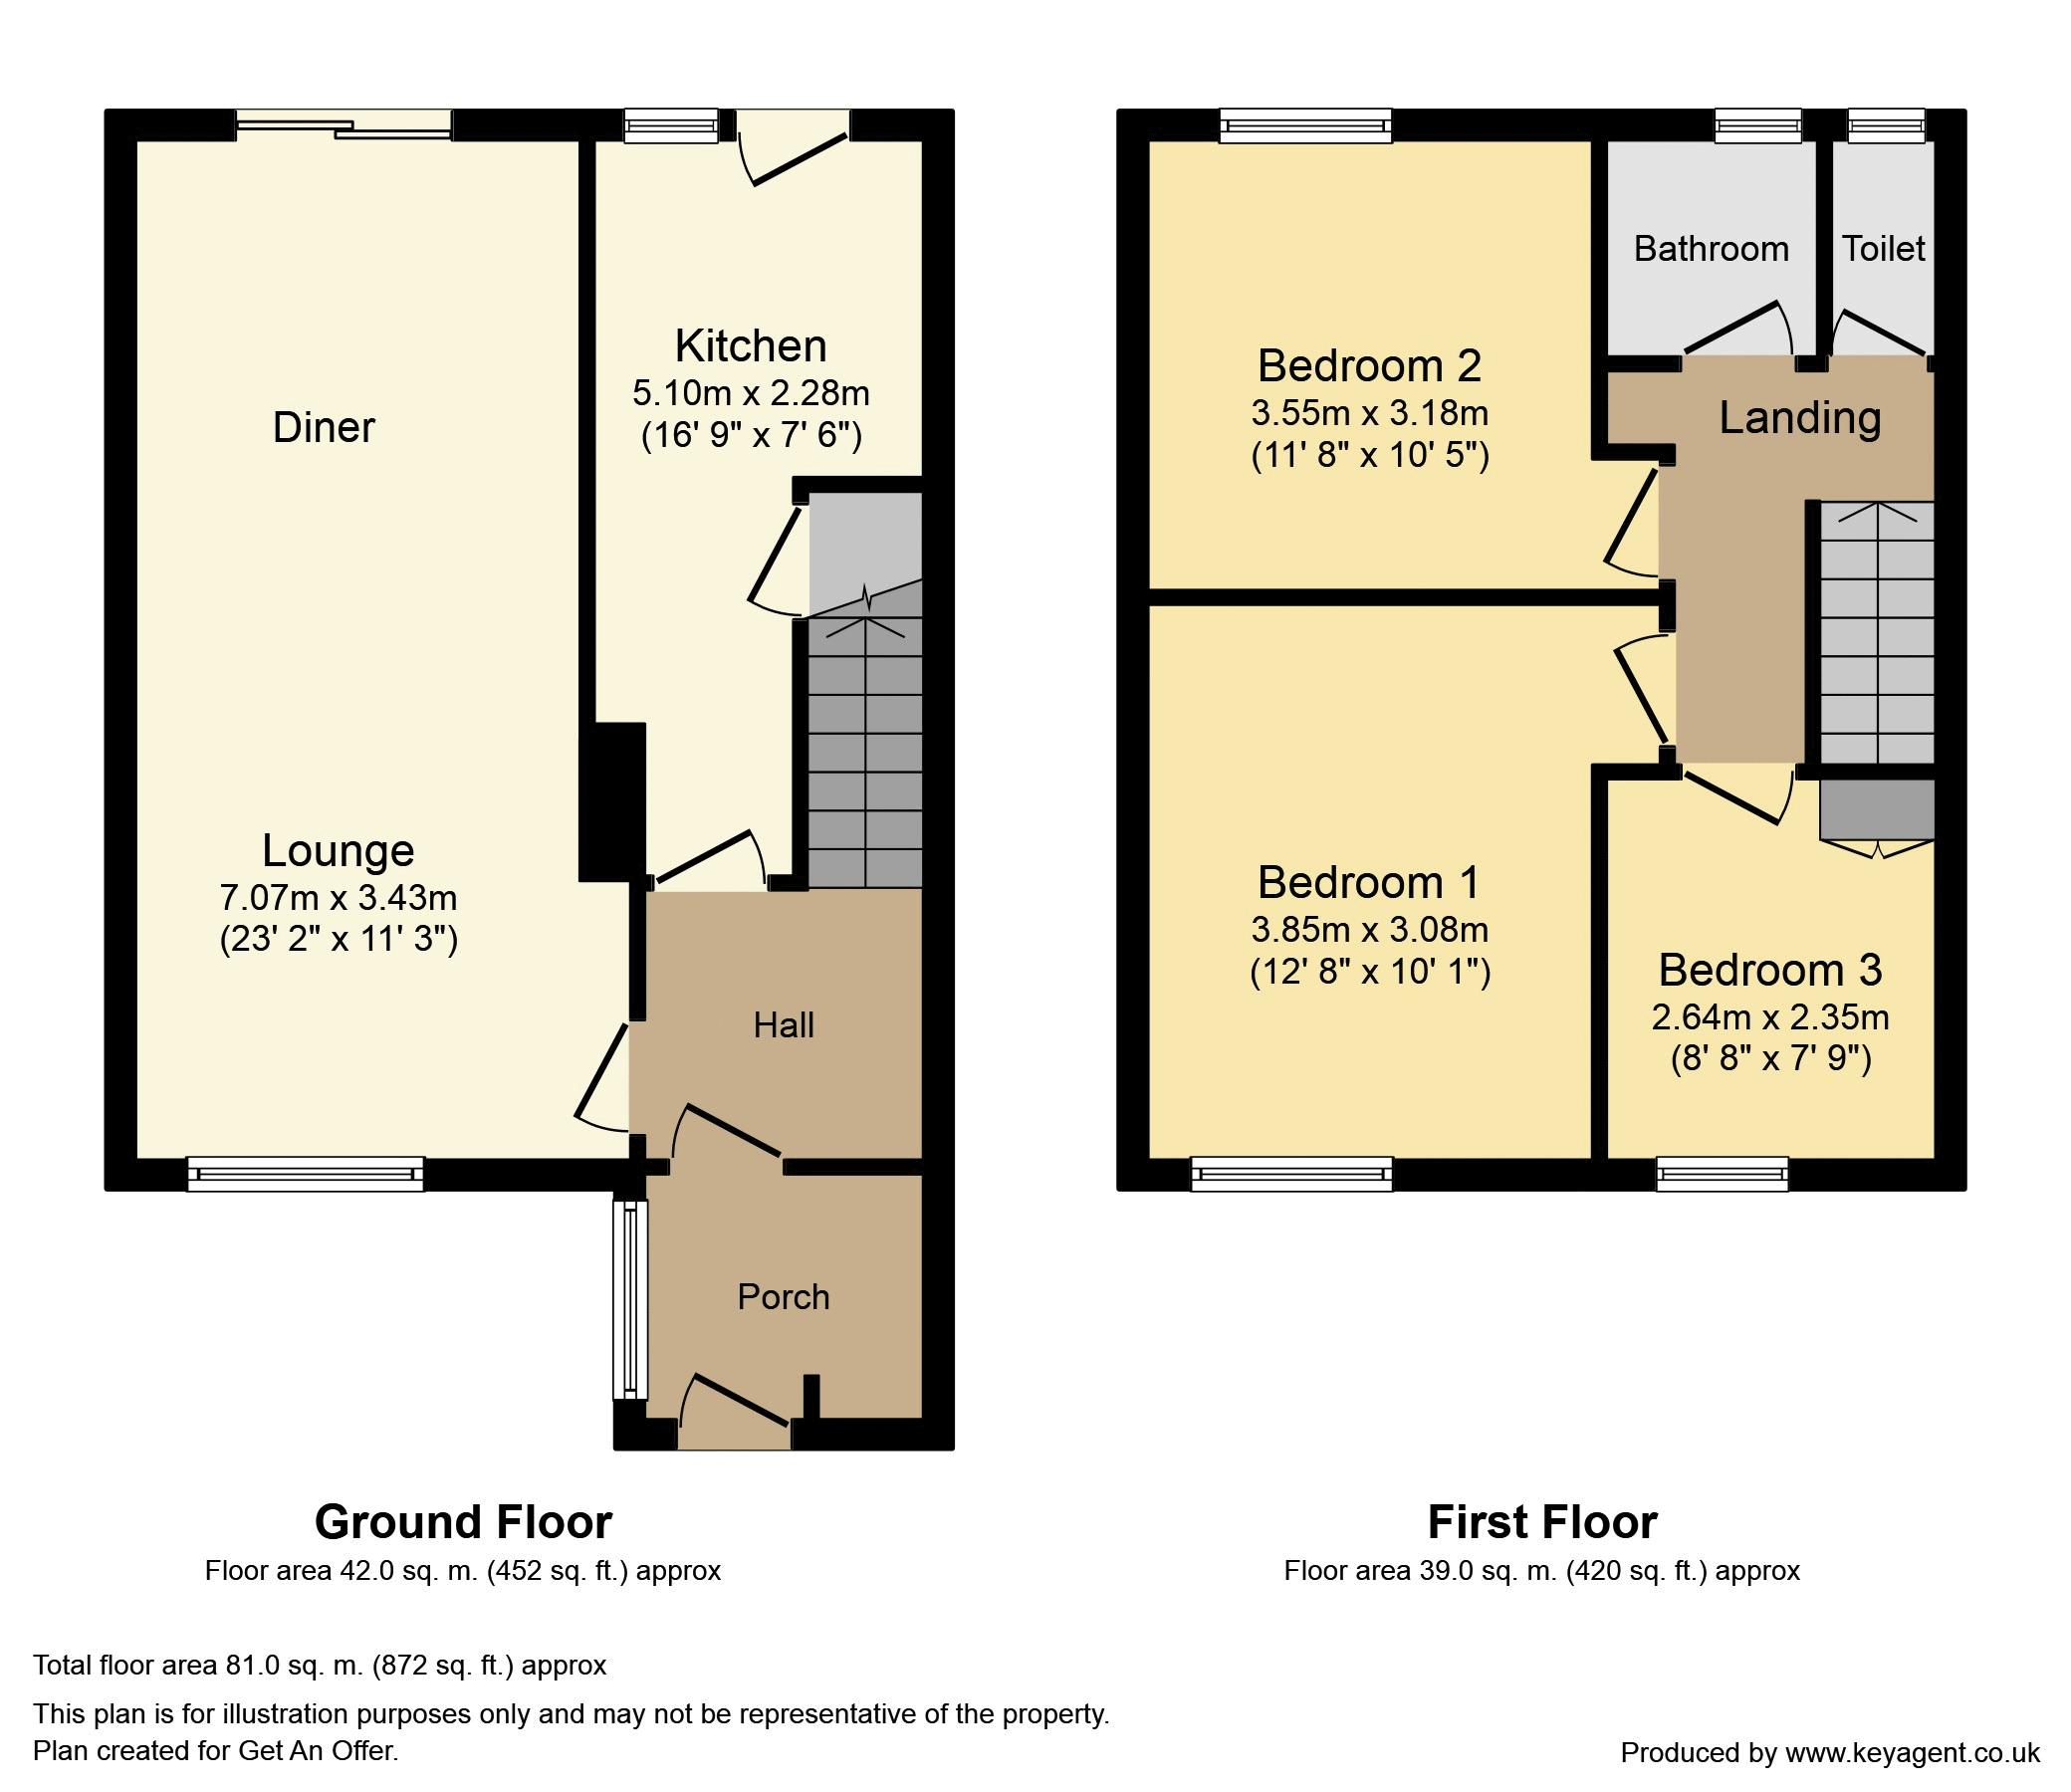 Diner
Kitchen
5.10m x 2.28m
(16' 9" x 7' 6")
Lounge
7.07m x 3.43m
(23' 2" x 11' 3")
Hall
Porch
Ground Floor
Floor area 42.0 sq. m. (452 sq. ft.) approx
Bathroom
Toilet
Bedroom 2
3.55m x 3.18m
(11' 8" x 10' 5")
Landing
Bedroom 1
3.85m x 3.08m
(12' 8" x 10' 1")
Bedroom 3
2.64m x 2.35m
(8' 8" x 7' 9")
First Floor
Floor area 39.0 sq. m. (420 sq. ft.) approx
Total floor area 81.0 sq. m. (872 sq. ft.) approx
This plan is for illustration purposes only and may not be representative of the property.
Plan created for Get An Offer.
Produced by www.keyagent.co.uk